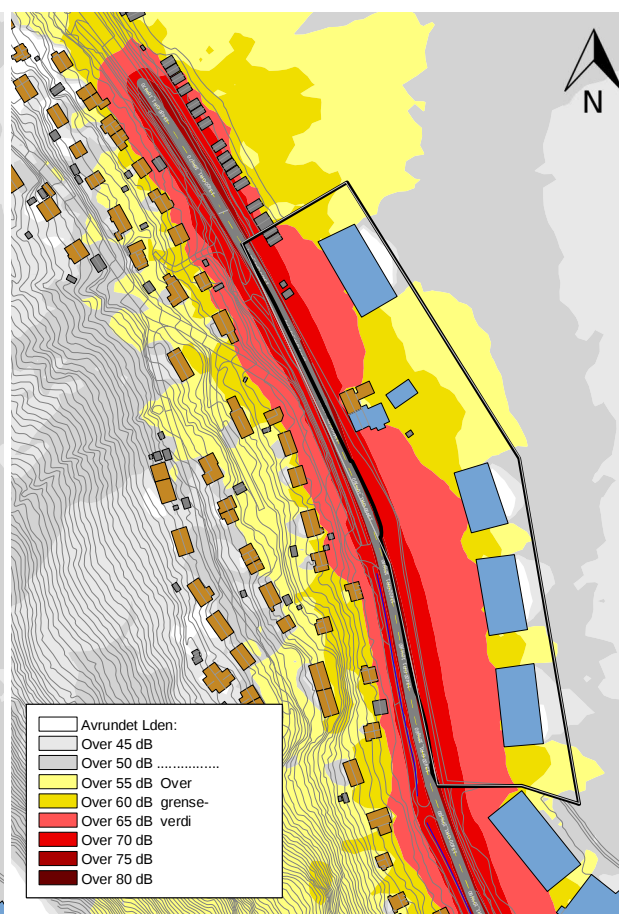 N
Avrundet Lden:
Over 45 dB
Over 50 dB ...............
Over 55 dB Over
Over 60 dB grense-
Over 65 dB verdi
Over 70 dB
Over 75 dB
Over 80 dB